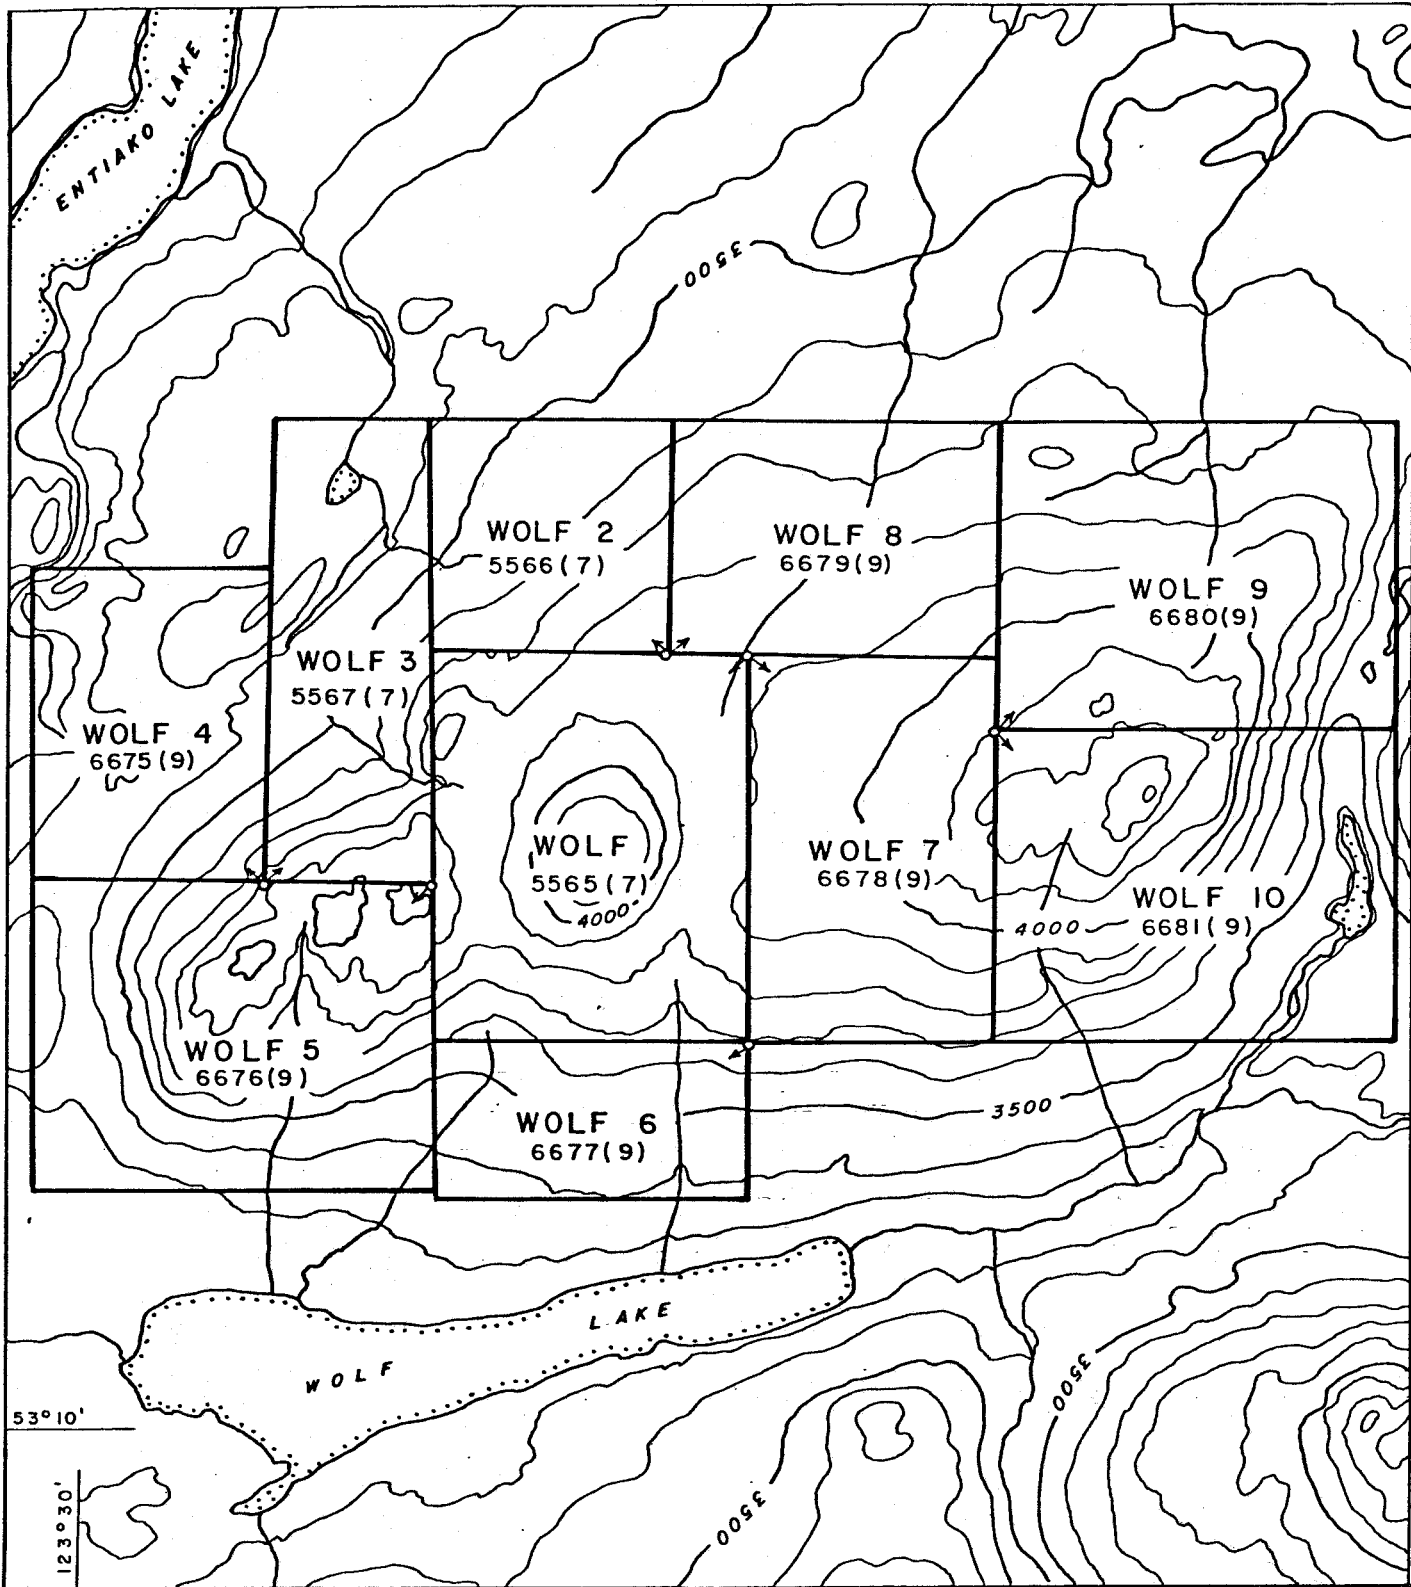 ENTIAKO LAKE
3500
WOLF 2
5566(7)
WOLF 8
6679(9)
WOLF 9
6680(9)
WOLF 3
5567(7)
WOLF 4
6675(9)
WOLF
5565(7)
4000
WOLF 7
6678(9)
WOLF 10
6681(9)
4000
WOLF 5
6676(9)
WOLF 6
6677(9)
3500
WOLF LAKE
3500
3500
53°10'
123°30'